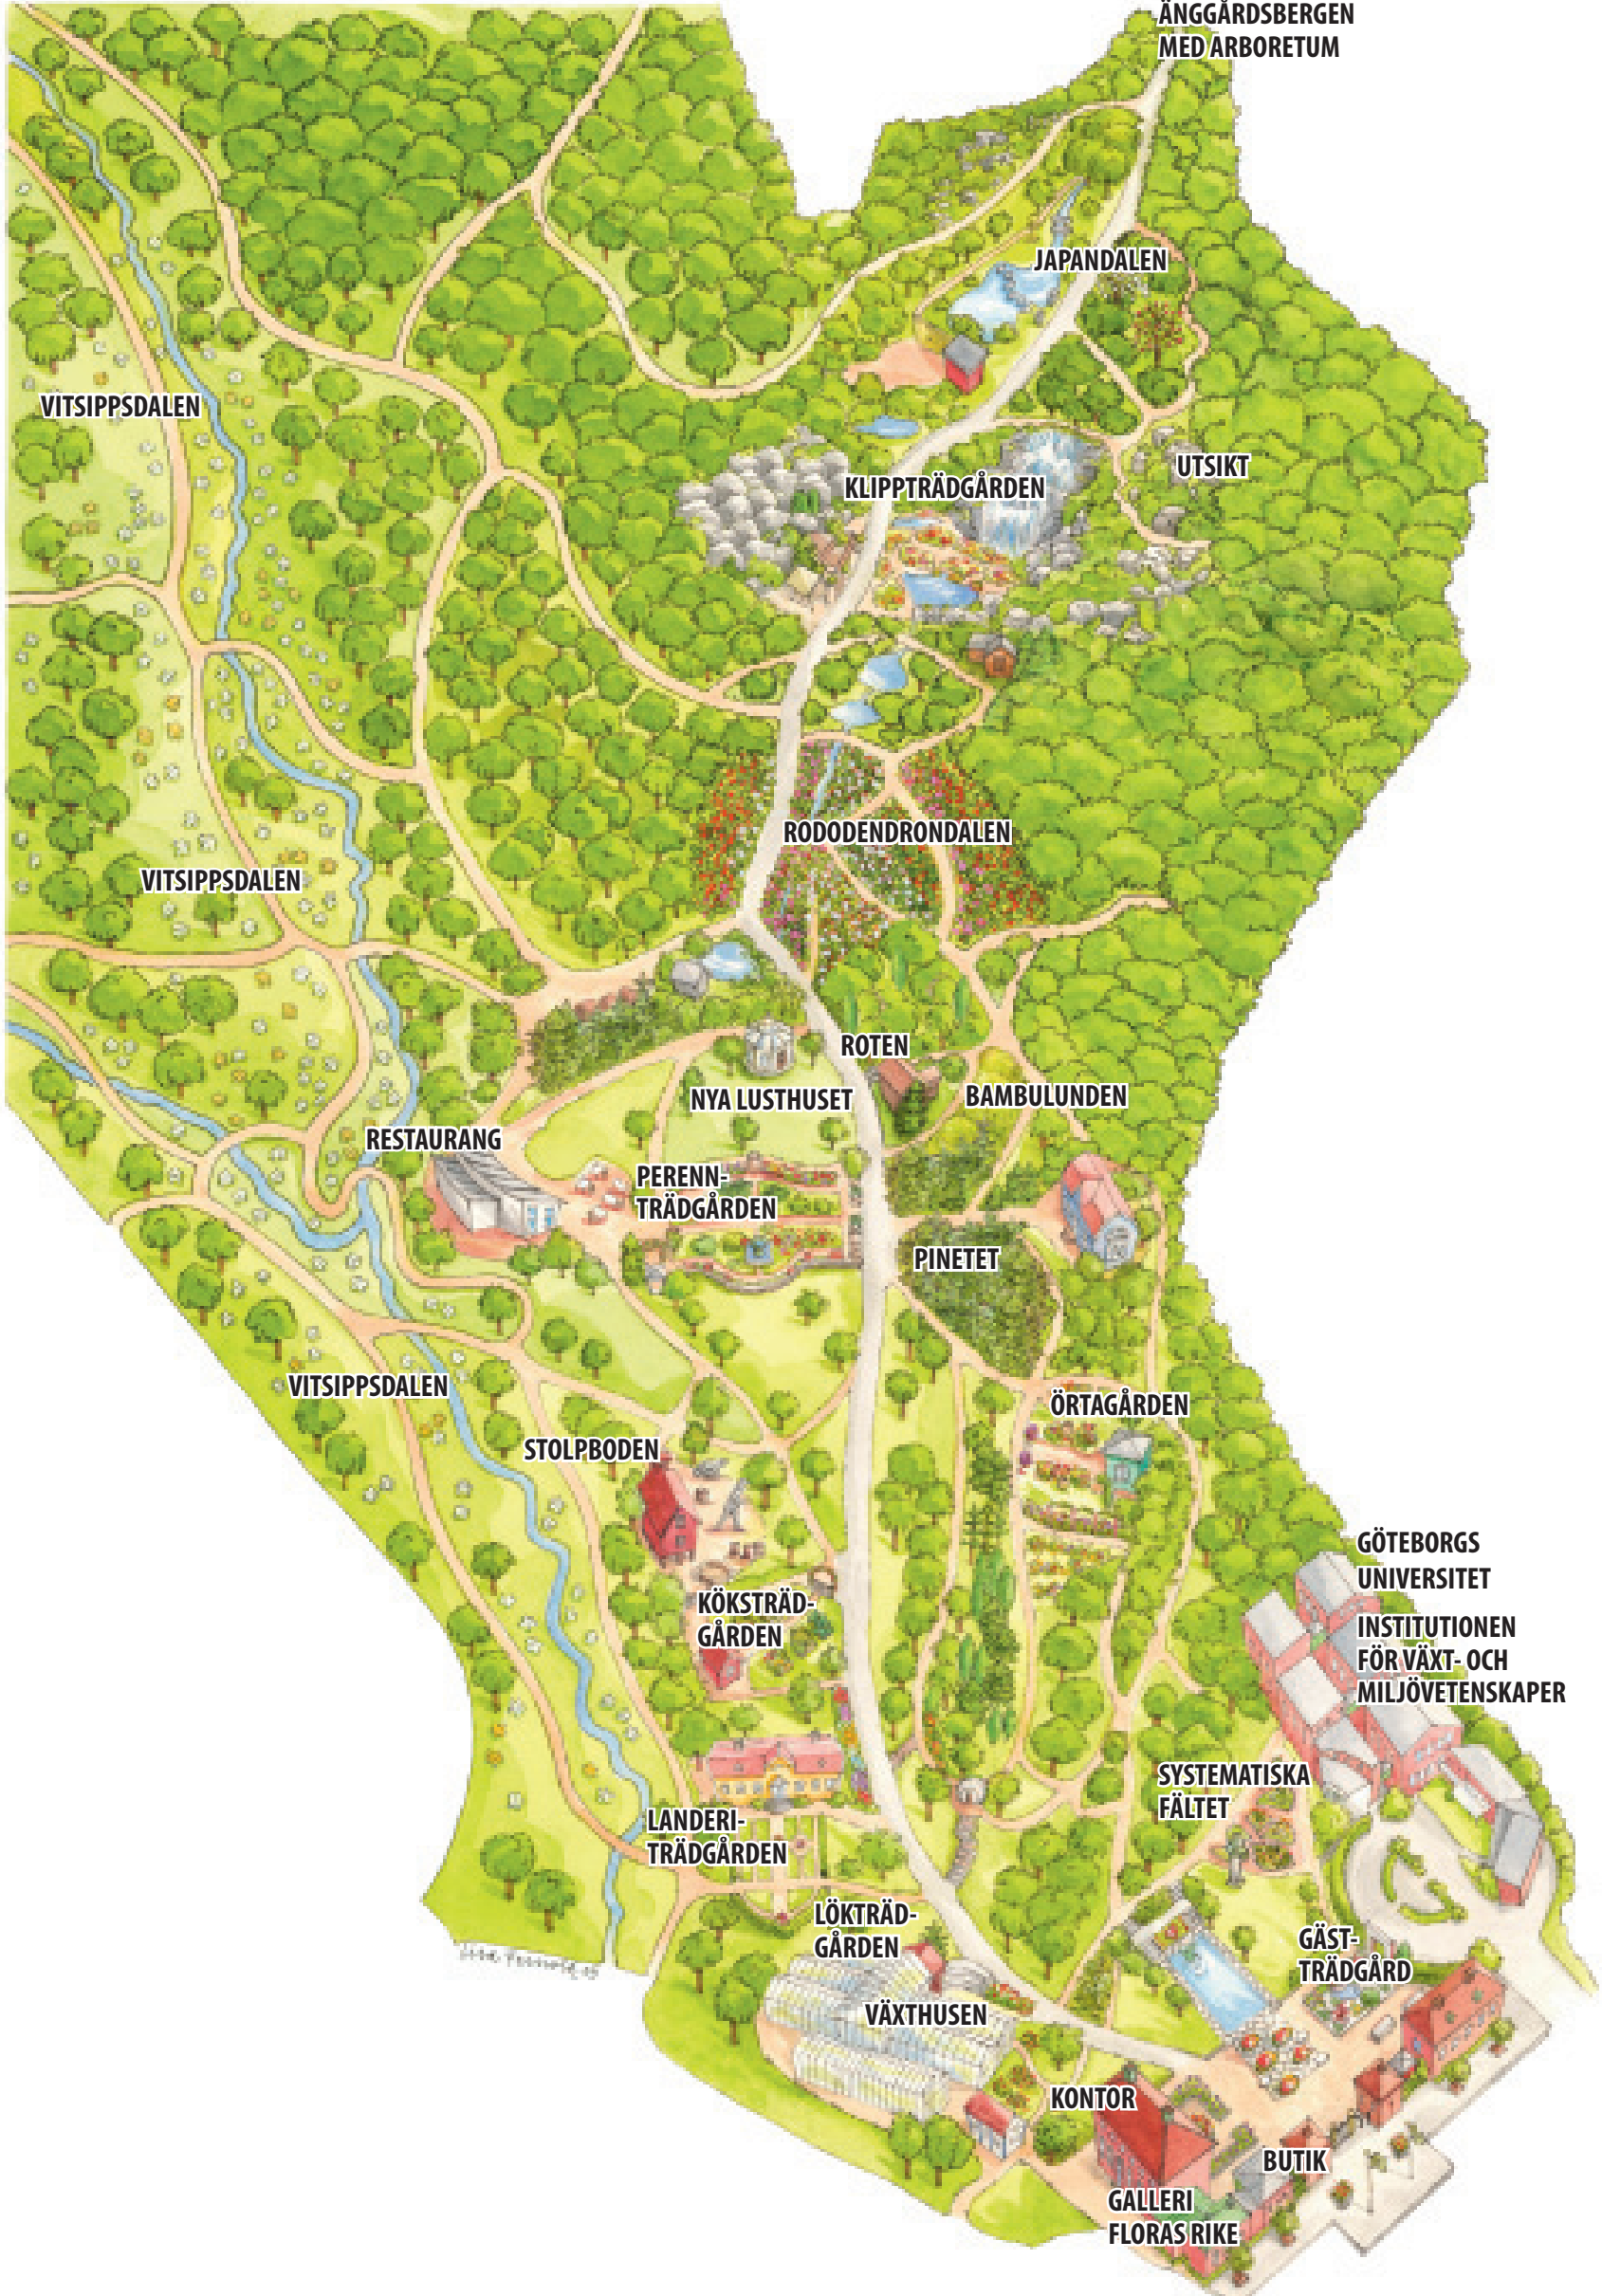 ÄNGGÅRDSBERGEN
MED ARBORETUM
JAPANDALEN
VITSIPPSDALEN
UTSIKT
KLIPPTRÄDGÅRDEN
RODODENDRONDALEN
VITSIPPSDALEN
ROTEN
NYA LUSTHUSET
BAMBULUNDEN
RESTAURANG
PERENN-
TRÄDGÅRDEN
PINETET
VITSIPPSDALEN
ÖRTAGÅRDEN
STOLPBODEN
GÖTEBORGS
UNIVERSITET
INSTITUTIONEN
FÖR VÄXT- OCH
MILJÖVETENSKAPER
KÖKSTRÄD-
GÅRDEN
SYSTEMATISKA
FÄLTET
LANDERI-
TRÄDGÅRDEN
LÖKTRÄD-
GÅRDEN
GÄST-
TRÄDGÅRD
VÄXTHUSEN
KONTOR
BUTIK
GALLERI
FLORAS RIKE